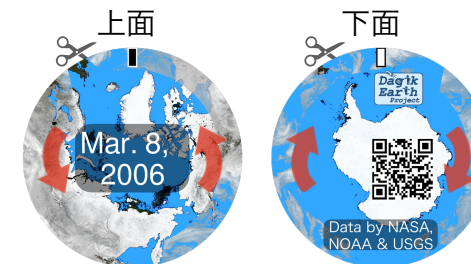 上面
下面
Mar. 8,
2006
Dagik
Earth
Project
Data by NASA,
NOAA & USGS